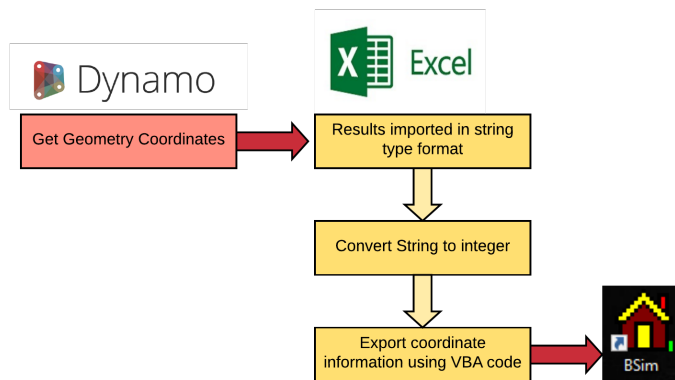 Dynamo
X
Excel
Get Geometry Coordinates
Results imported in string
type format
Convert String to integer
Export coordinate
information using VBA code
BSim